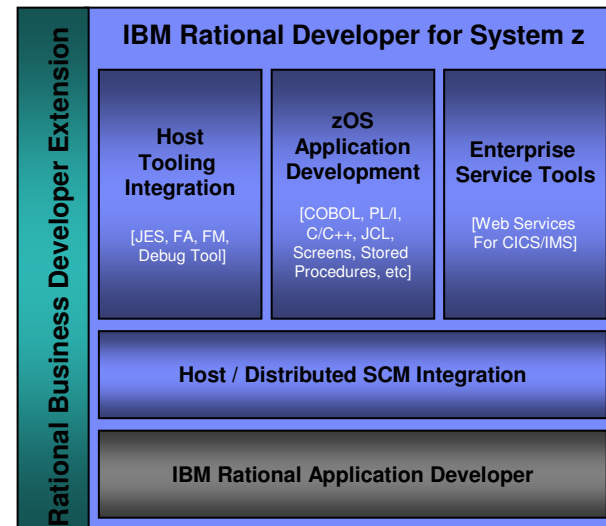 Rational Business Developer Extension
IBM Rational Developer for System z
Host
Tooling
Integration
[JES, FA, FM,
Debug Tool]
zOS
Application
Development
[COBOL, PL/I,
C/C++, JCL,
Screens, Stored
Procedures, etc]
Enterprise
Service Tools
[Web Services
For CICS/IMS]
Host / Distributed SCM Integration
IBM Rational Application Developer